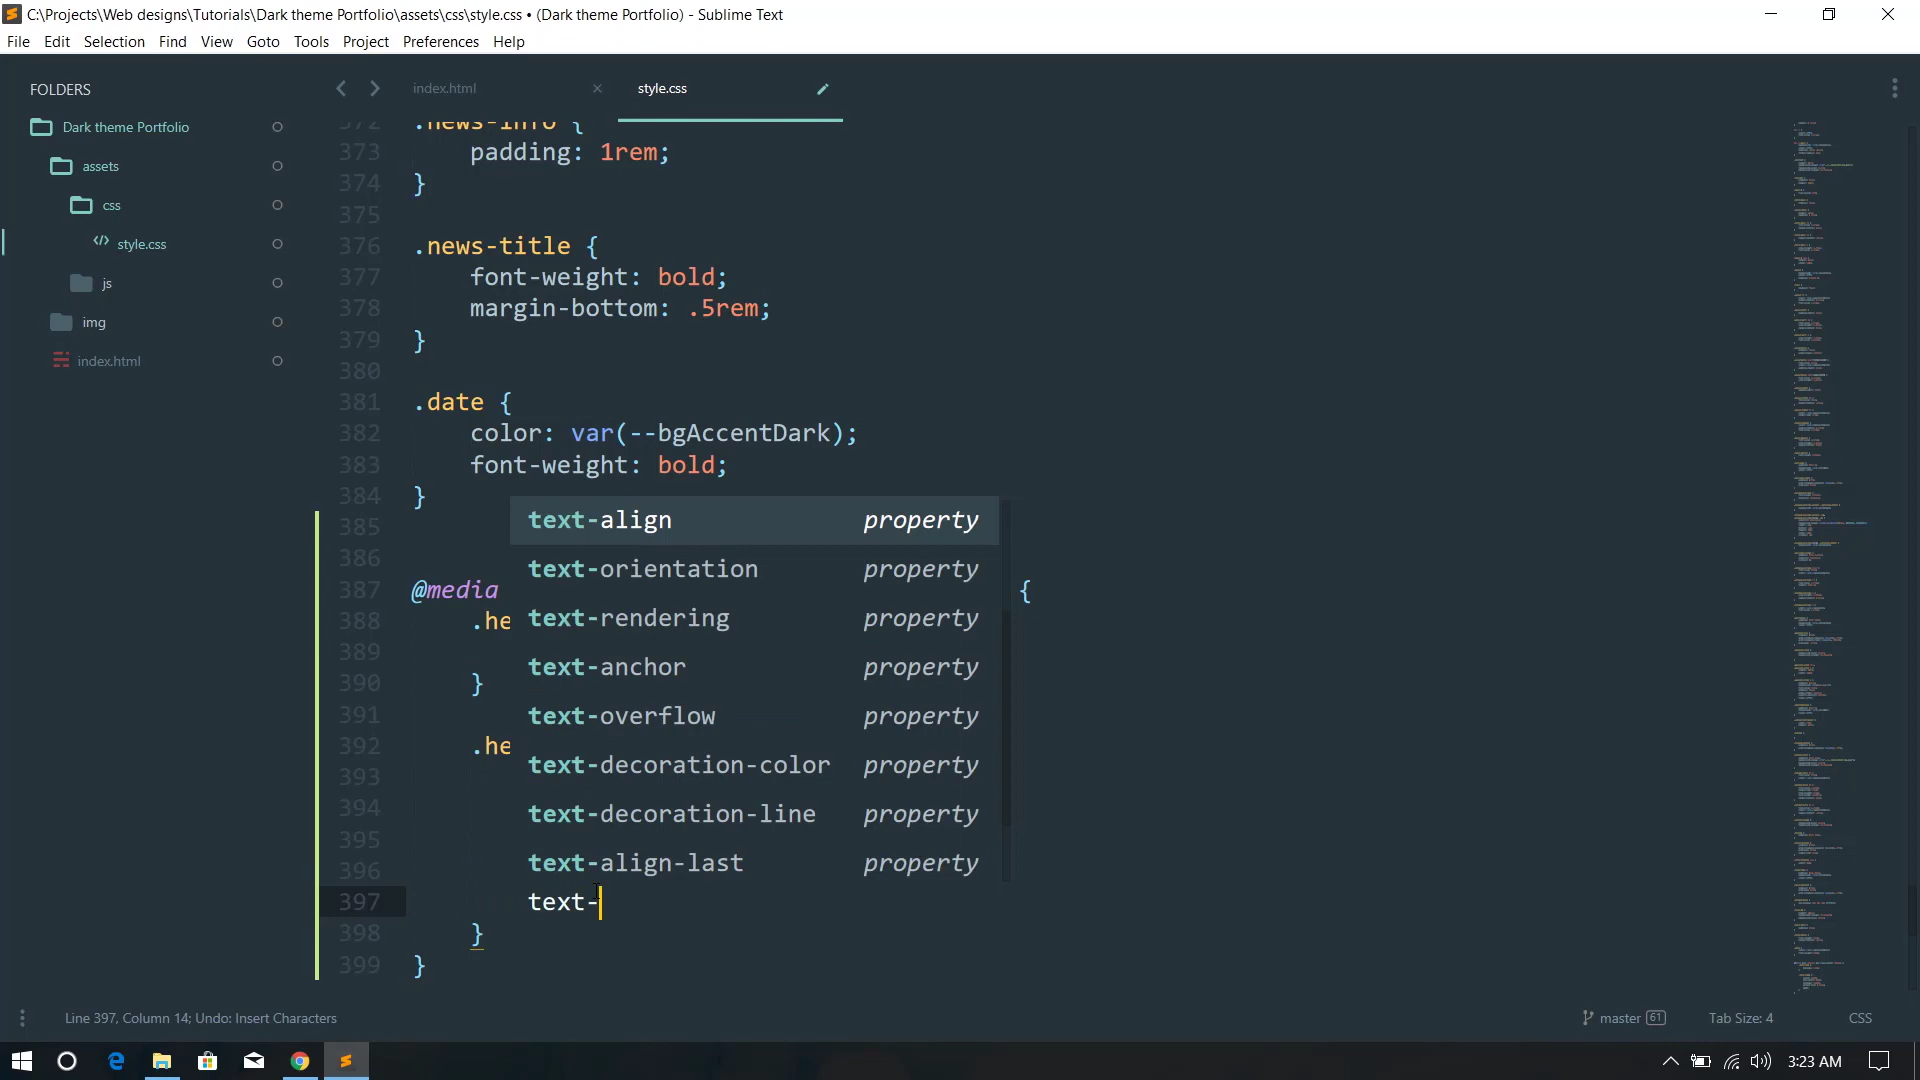 C:\Projects\Web designs\Tutorials\Dark theme Portfolio\assets\css\style.css • (Dark theme Portfolio) - Sublime Text
File Edit Selection Find View Goto Tools Project Preferences Help
FOLDERS
Dark theme Portfolio
assets
css
style.css
js
img
index.html
index.html
style.css
372 .news-info {
373 padding: 1rem;
374 }
375
376 .news-title {
377 font-weight: bold;
378 margin-bottom: .5rem;
379 }
380
381 .date {
382 color: var(--bgAccentDark);
383 font-weight: bold;
384 }
385
386
387 @media {
388 .he
389
390 }
391
392 .he
393
394
395
396
397 text-
398 }
399 }
text-align property
text-orientation property
text-rendering property
text-anchor property
text-overflow property
text-decoration-color property
text-decoration-line property
text-align-last property
Line 397, Column 14; Undo: Insert Characters
master 61
Tab Size: 4
CSS
3:23 AM